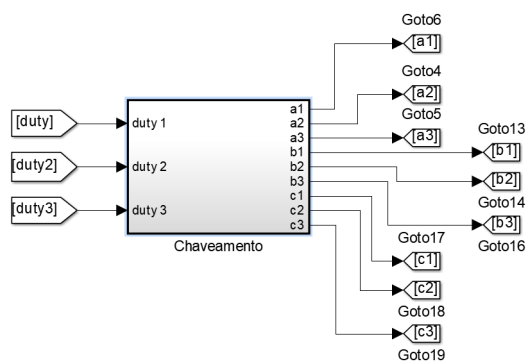 Goto6
[a1]
Goto4
[a2]
Goto5
[a3]
Goto13
[b1]
[b2]
Goto14
[b3]
Goto16
Goto17
[c1]
[c2]
Goto18
[c3]
Goto19
[duty]
[duty2]
[duty3]
duty 1
duty 2
duty 3
a1
a2
a3
b1
b2
b3
c1
c2
c3
Chaveamento